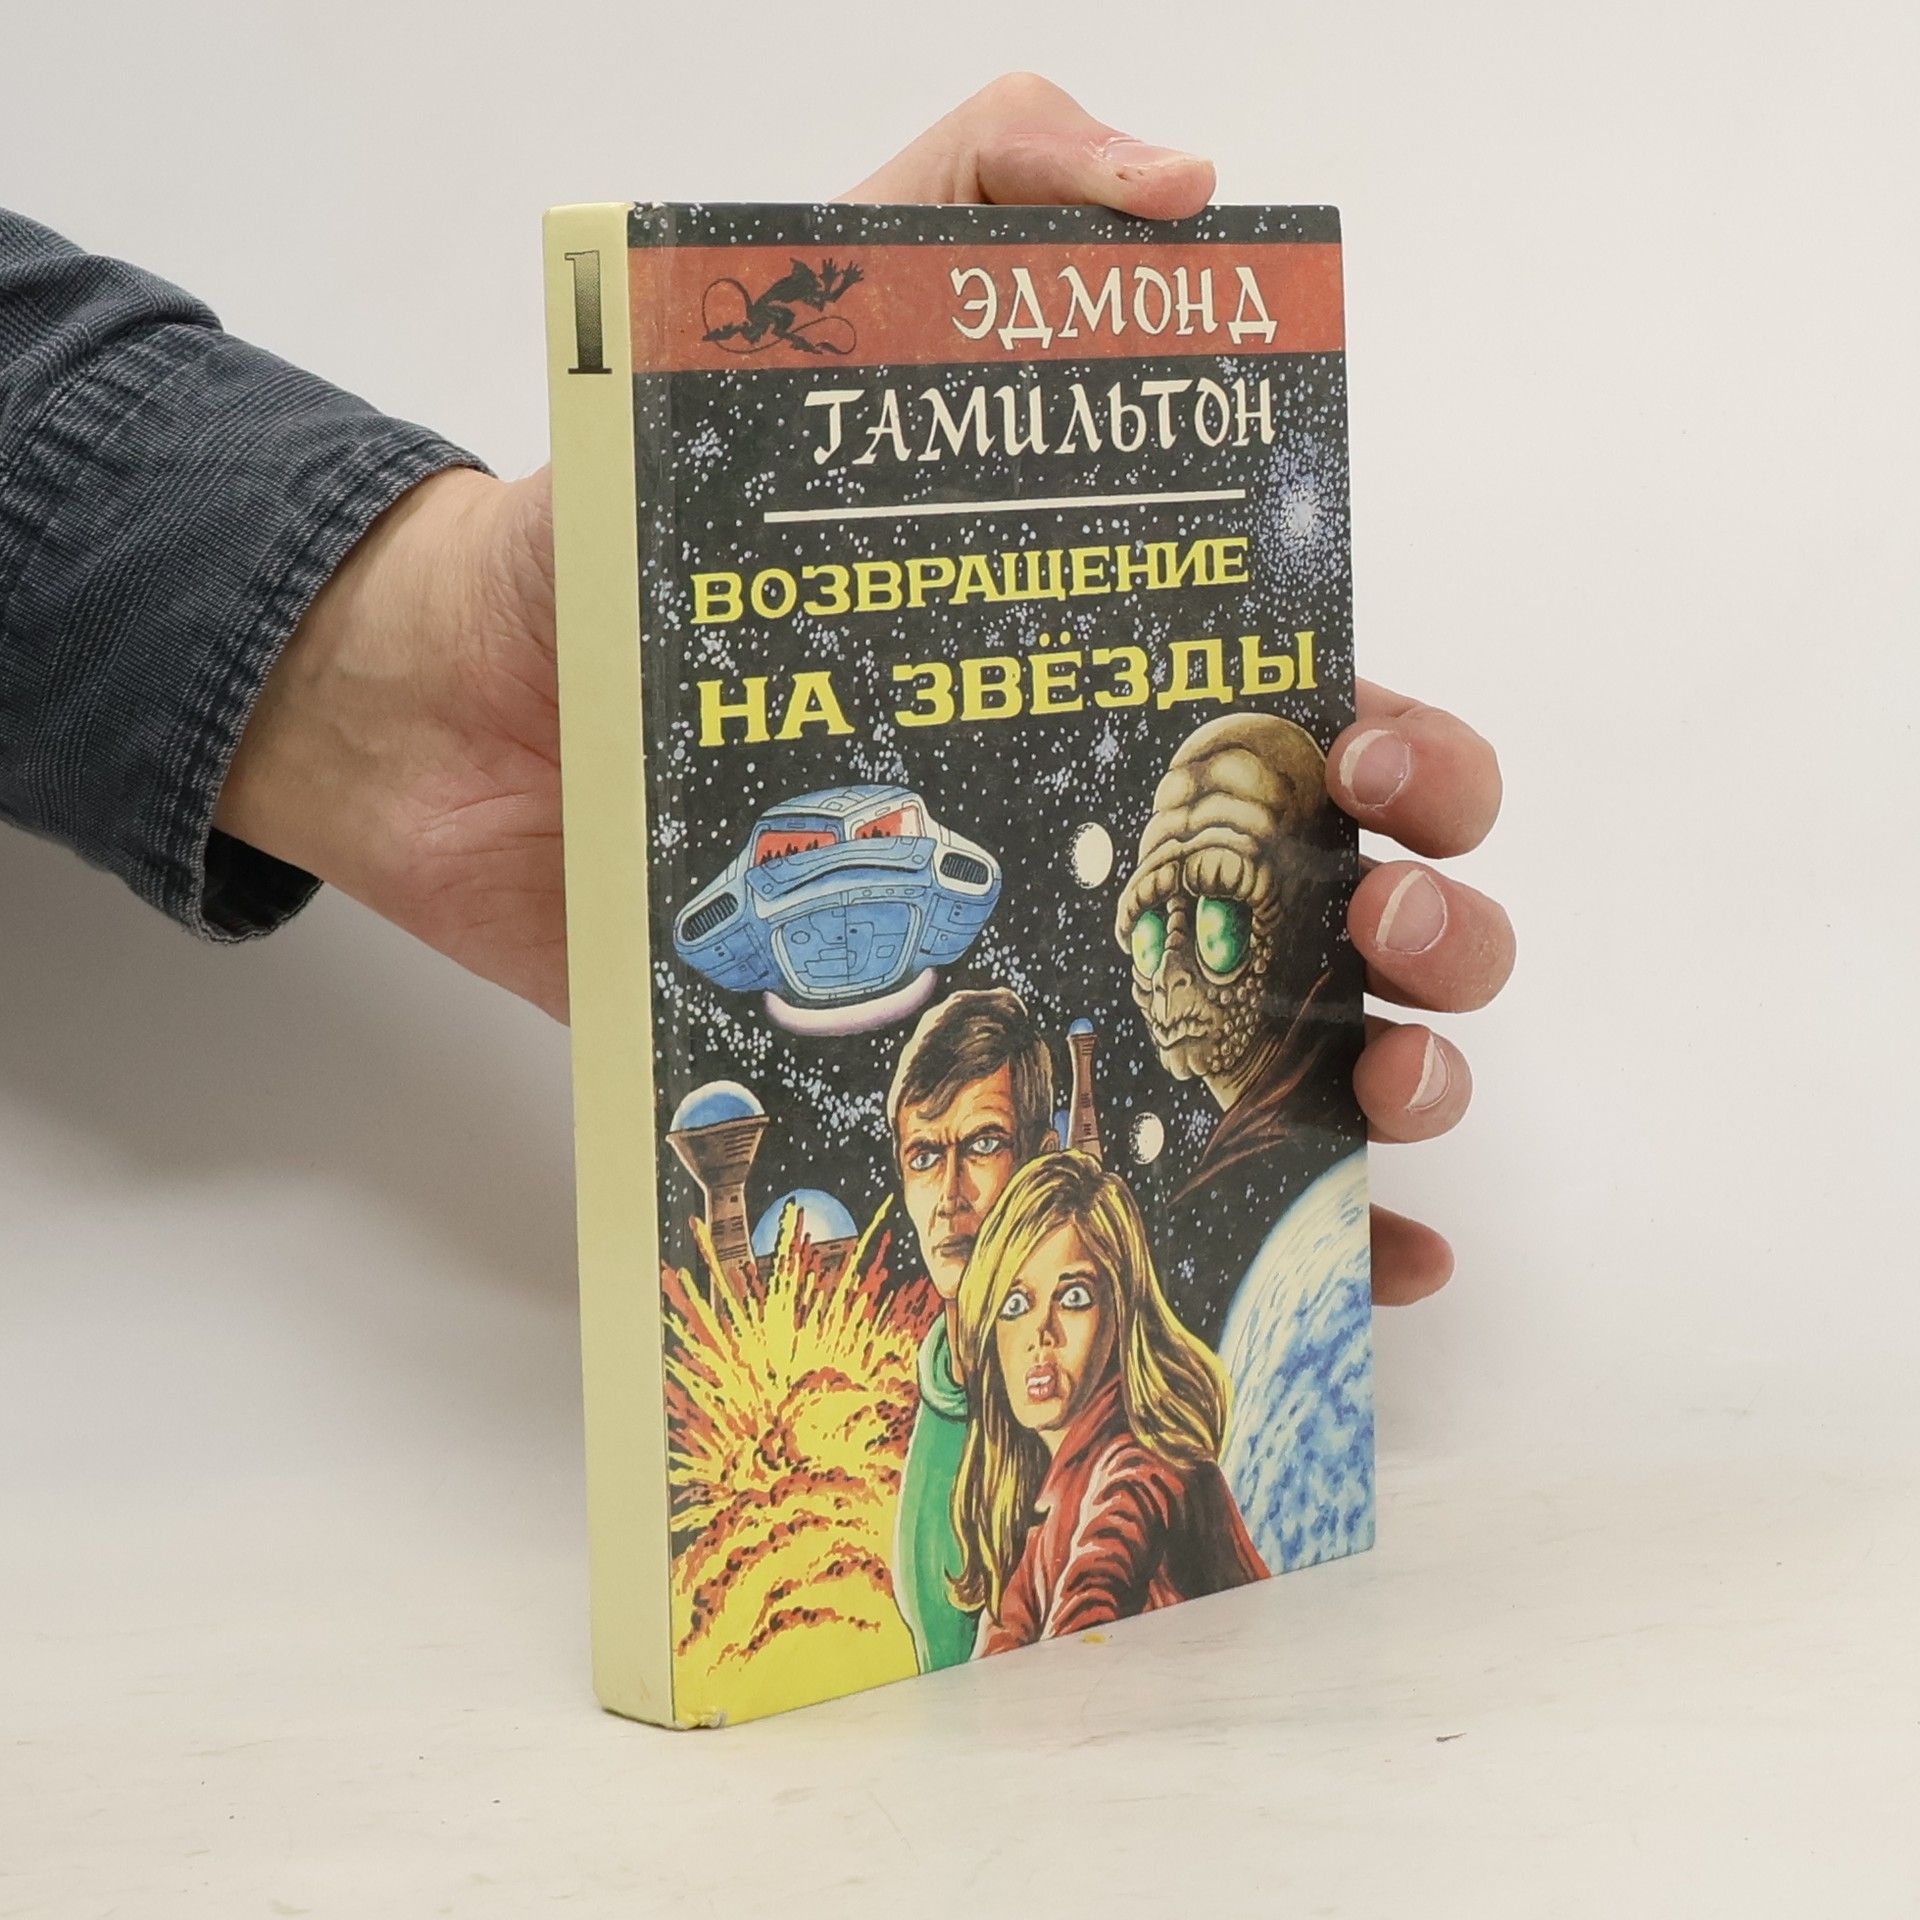 1
ЭДМОНД
ГАМИЛЬТОН
ВОЗВРАЩЕНИЕ
НА ЗВЁЗДЫ